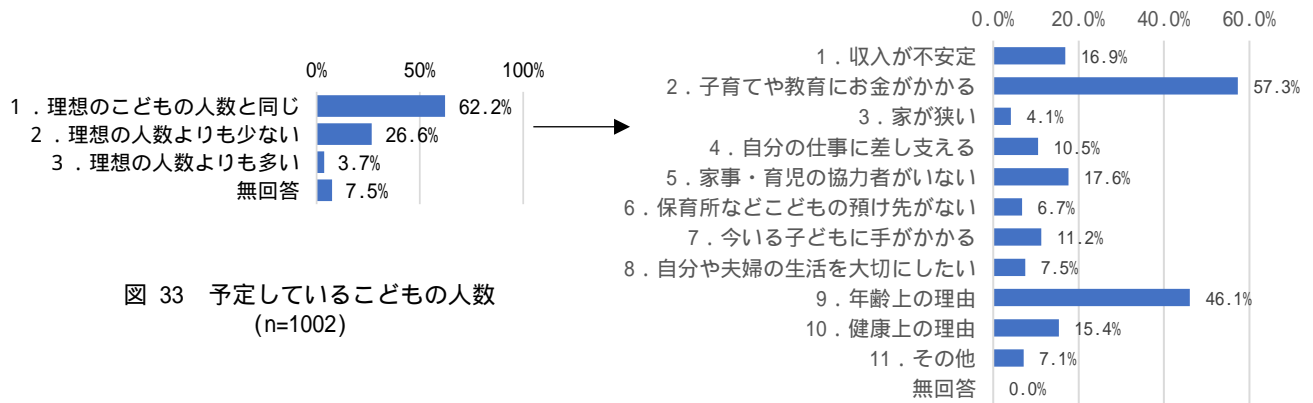 0% 50% 100%
1．理想のこどもの人数と同じ 62.2%
2．理想の人数よりも少ない 26.6%
3．理想の人数よりも多い 3.7%
無回答 7.5%
図 33 予定しているこどもの人数
(n=1002)
0.0% 20.0% 40.0% 60.0%
1．収入が不安定 16.9%
2．子育てや教育にお金がかかる 57.3%
3．家が狭い 4.1%
4．自分の仕事に差し支える 10.5%
5．家事・育児の協力者がいない 17.6%
6．保育所などこどもの預け先がない 6.7%
7．今いる子どもに手がかかる 11.2%
8．自分や夫婦の生活を大切にしたい 7.5%
9．年齢上の理由 46.1%
10．健康上の理由 15.4%
11．その他 7.1%
無回答 0.0%